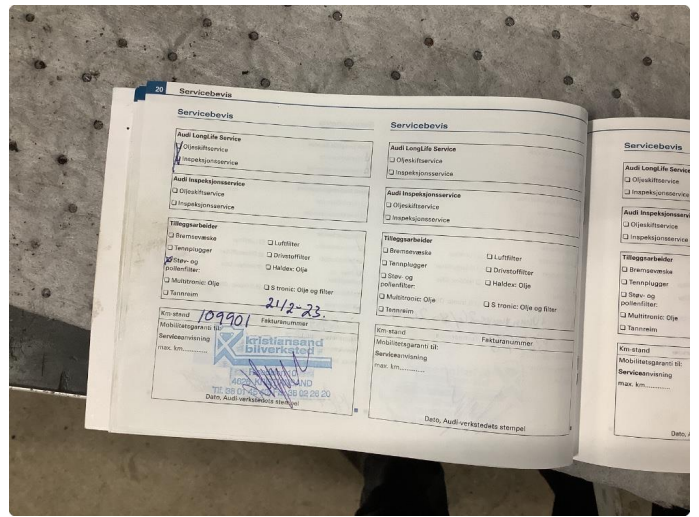 20 Servicebevis
Servicebevis
Audi LongLife Service
Oljeskiftservice
Inspeksjonsservice
Audi Inspeksjonsservice
Oljeskiftservice
Inspeksjonsservice
Tilleggsarbeider
Bremsevæske
Luftfilter
Tennplugger
Drivstoffilter
Støv- og
pollenfilter:
Haldex: Olje
Multitronic: Olje
S tronic: Olje og filter
Tannreim
21/2-23.
Km-stand 109901 Fakturanummer
Mobilitetsgaranti til:
Serviceanvisning
max. km
kristiansand
bilverksted
Dato, Audi-verkstedets stempel
Servicebevis
Audi LongLife Service
Oljeskiftservice
Inspeksjonsservice
Audi Inspeksjonsservice
Oljeskiftservice
Inspeksjonsservice
Tilleggsarbeider
Bremsevæske
Luftfilter
Tennplugger
Drivstoffilter
Støv- og
pollenfilter:
Haldex: Olje
Multitronic: Olje
S tronic: Olje og filter
Tannreim
Km-stand Fakturanummer
Mobilitetsgaranti til:
Serviceanvisning
max. km
Dato, Audi-verkstedets stempel
Servicebevis
Audi LongLife Service
Oljeskiftservice
Inspeksjonsservice
Audi Inspeksjonsserv
Oljeskiftservice
Inspeksjonsservice
Tilleggsarbeider
Bremsevæske
Tennplugger
Støv- og
pollenfilter:
Multitronic: Olje
Tannreim
Km-stand
Mobilitetsgaranti til:
Serviceanvisning
max. km
Dato,